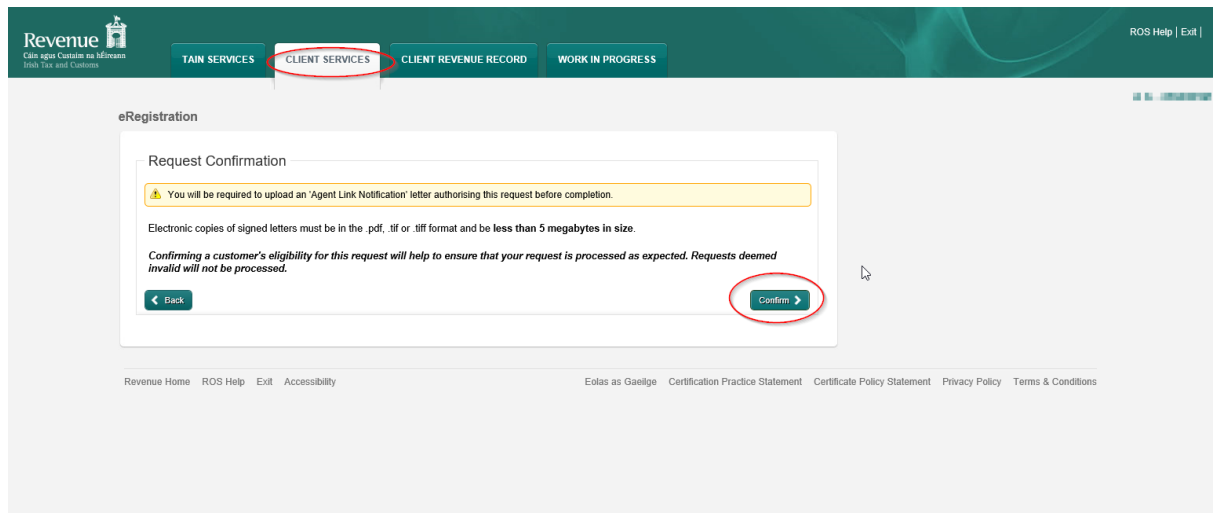 Revenue
Cáin agus Custaim na hÉireann
Irish Tax and Customs
TAIN SERVICES CLIENT SERVICES CLIENT REVENUE RECORD WORK IN PROGRESS
ROS Help | Exit |
eRegistration
Request Confirmation
You will be required to upload an 'Agent Link Notification' letter authorising this request before completion.
Electronic copies of signed letters must be in the .pdf, .tif or .tiff format and be less than 5 megabytes in size.
Confirming a customer's eligibility for this request will help to ensure that your request is processed as expected. Requests deemed
invalid will not be processed.
Back Confirm
Revenue Home ROS Help Exit Accessibility Eolas as Gaeilge Certification Practice Statement Certificate Policy Statement Privacy Policy Terms & Conditions